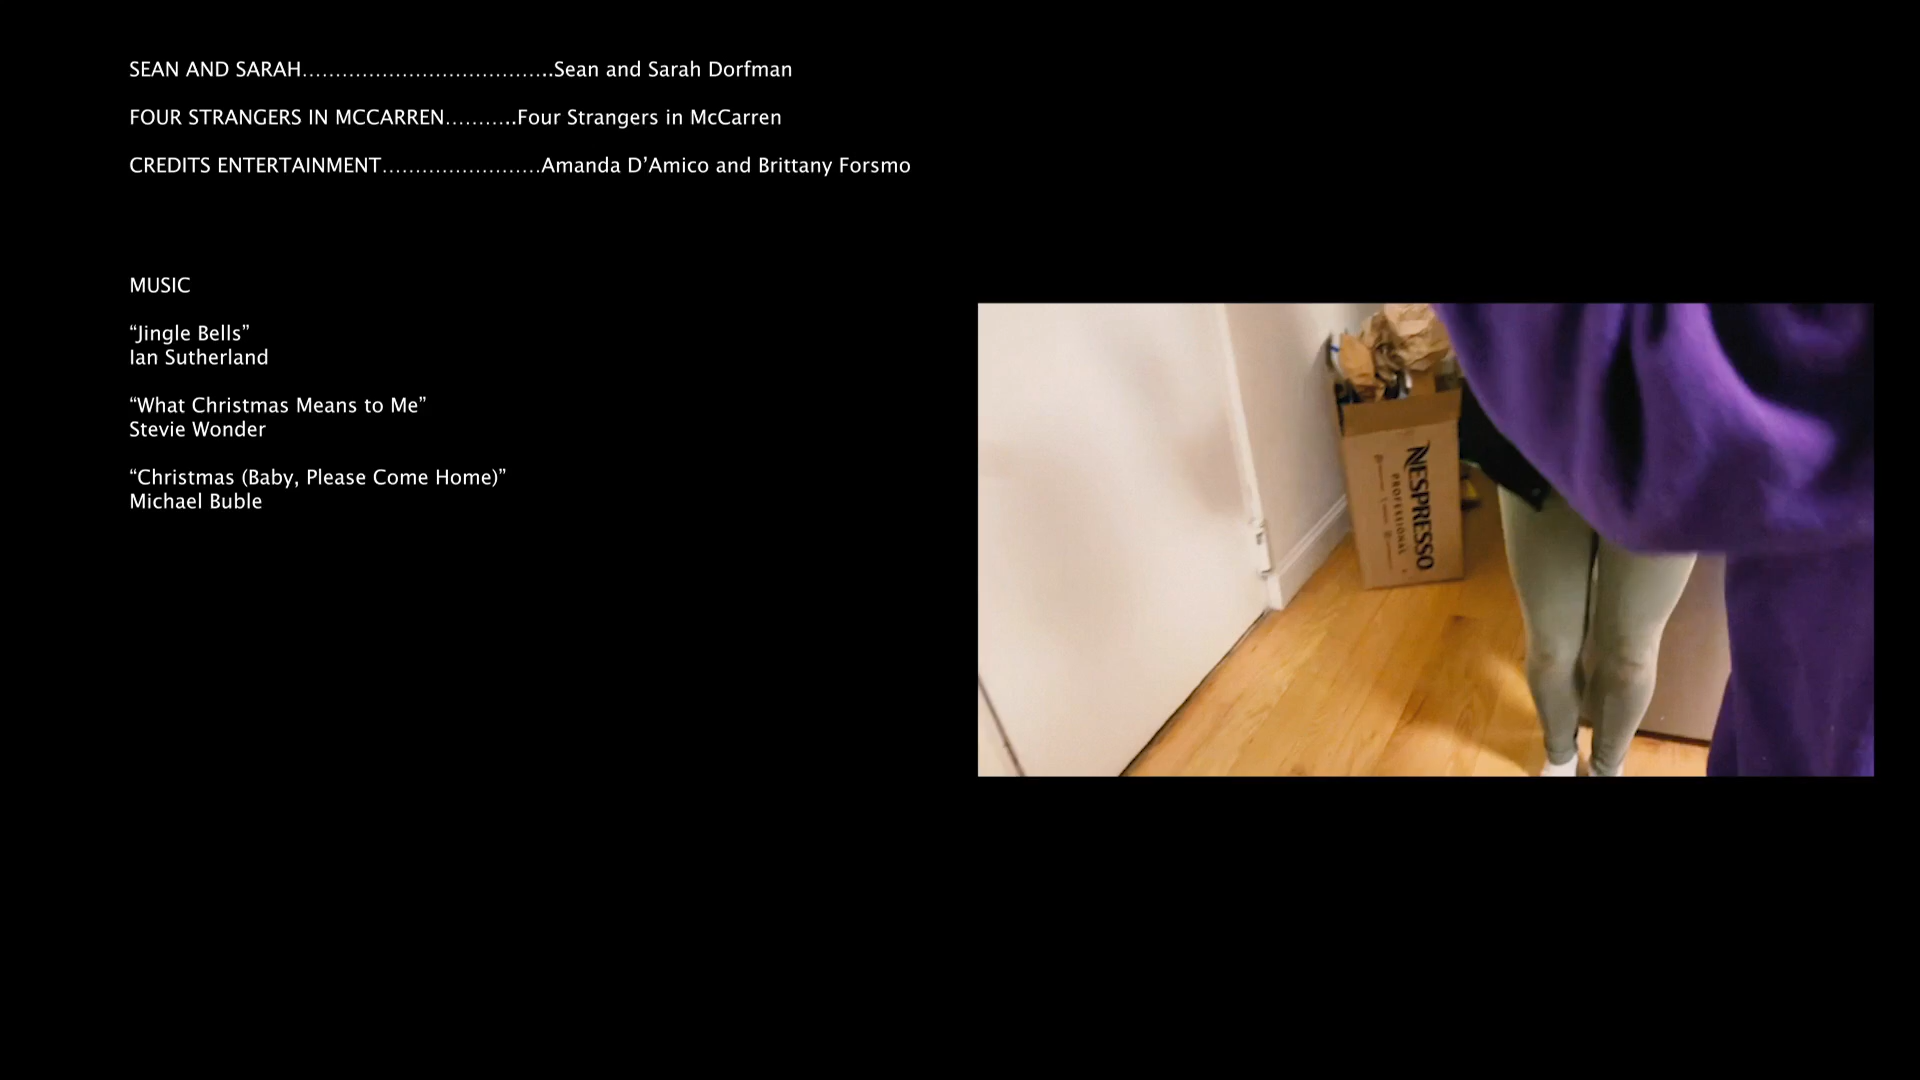 SEAN AND SARAH.......................................Sean and Sarah Dorfman
FOUR STRANGERS IN MCCARREN...........Four Strangers in McCarren
CREDITS ENTERTAINMENT........................Amanda D’Amico and Brittany Forsmo
MUSIC
“Jingle Bells”
Ian Sutherland
“What Christmas Means to Me”
Stevie Wonder
“Christmas (Baby, Please Come Home)”
Michael Buble
NESPRESSO
PROFESSIONAL